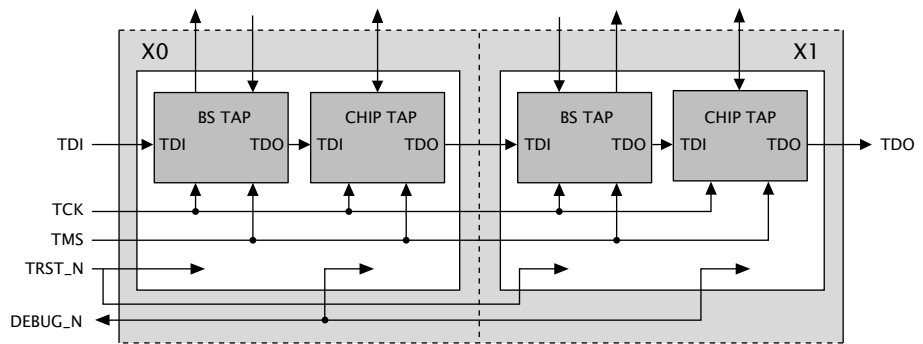 X0 X1
BS TAP CHIP TAP BS TAP CHIP TAP
TDI TDI TDO TDI TDO TDI TDO TDI TDO TDO
TCK
TMS
TRST_N
DEBUG_N